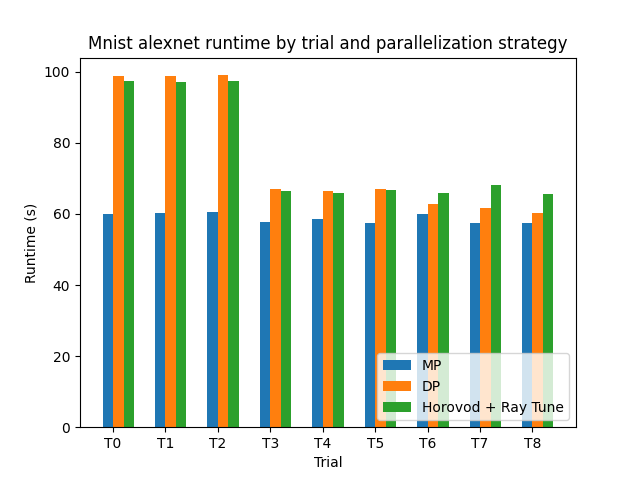 Mnist alexnet runtime by trial and parallelization strategy
Runtime (s)
100
80
60
40
20
0
MP
DP
Horovod + Ray Tune
T0 T1 T2 T3 T4 T5 T6 T7 T8
Trial